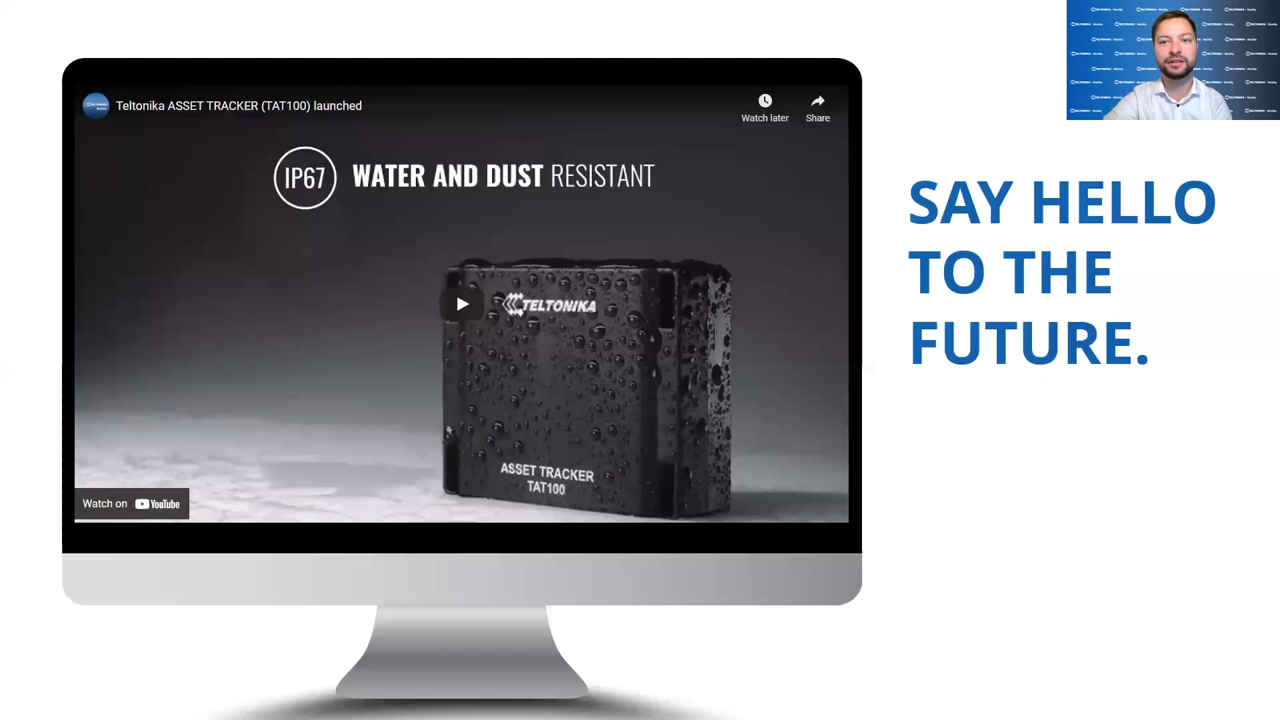 Teltonika ASSET TRACKER (TAT100) launched
Watch later
Share
IP67 WATER AND DUST RESISTANT
TELTONIKA
ASSET TRACKER
TAT100
Watch on YouTube
SAY HELLO
TO THE
FUTURE.